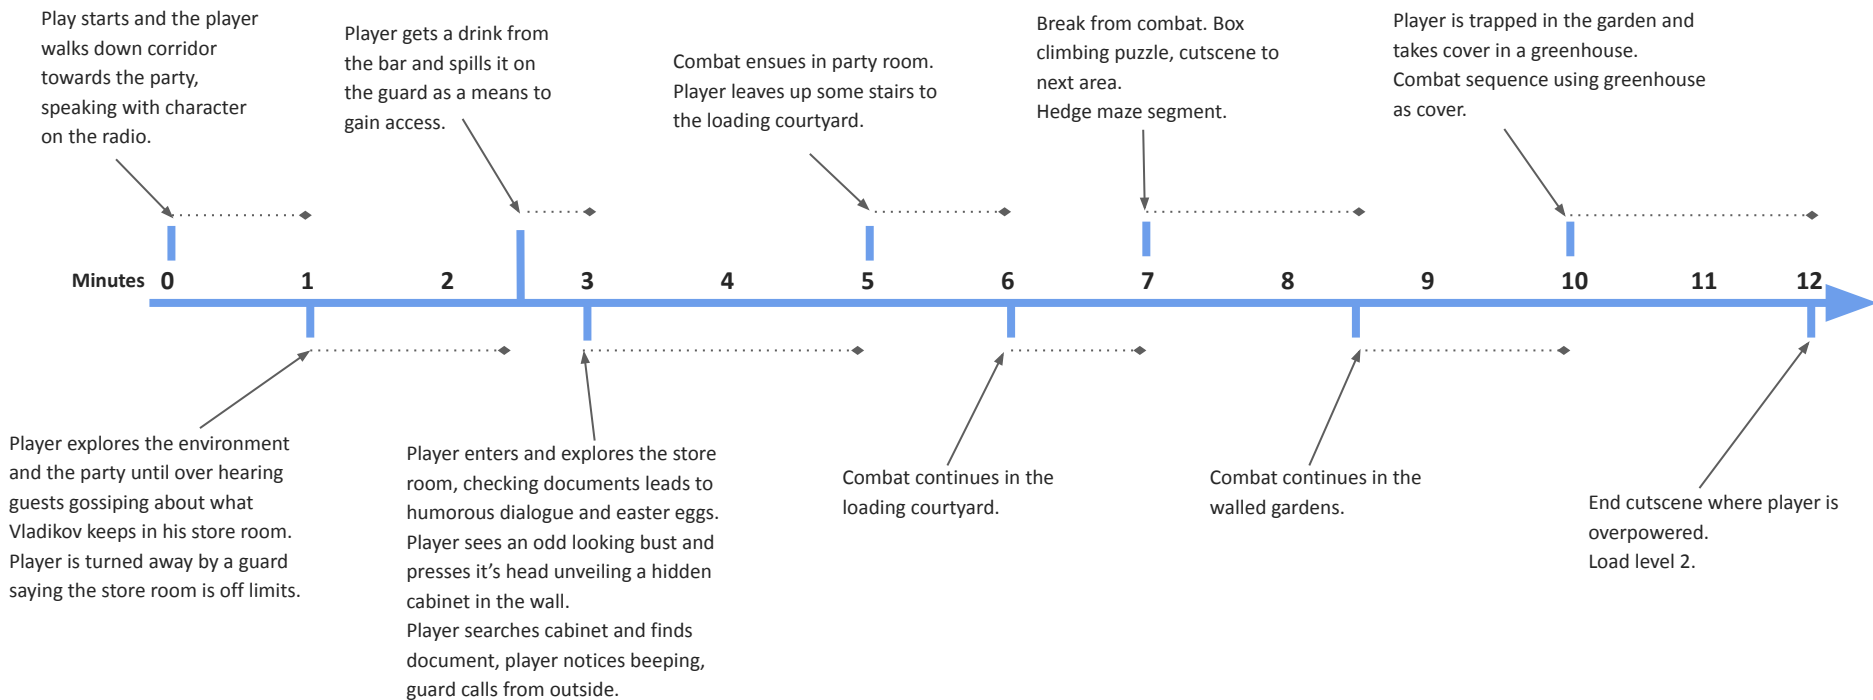 Play starts and the player
walks down corridor
towards the party,
speaking with character
on the radio.
Player gets a drink from
the bar and spills it on
the guard as a means to
gain access.
Combat ensues in party room.
Player leaves up some stairs to
the loading courtyard.
Break from combat. Box
climbing puzzle, cutscene to
next area.
Hedge maze segment.
Player is trapped in the garden and
takes cover in a greenhouse.
Combat sequence using greenhouse
as cover.
Minutes 0 1 2 3 4 5 6 7 8 9 10 11 12
Player explores the environment
and the party until over hearing
guests gossiping about what
Vladikov keeps in his store room.
Player is turned away by a guard
saying the store room is off limits.
Player enters and explores the store
room, checking documents leads to
humorous dialogue and easter eggs.
Player sees an odd looking bust and
presses it's head unveiling a hidden
cabinet in the wall.
Player searches cabinet and finds
document, player notices beeping,
guard calls from outside.
Combat continues in the
loading courtyard.
Combat continues in the
walled gardens.
End cutscene where player is
overpowered.
Load level 2.